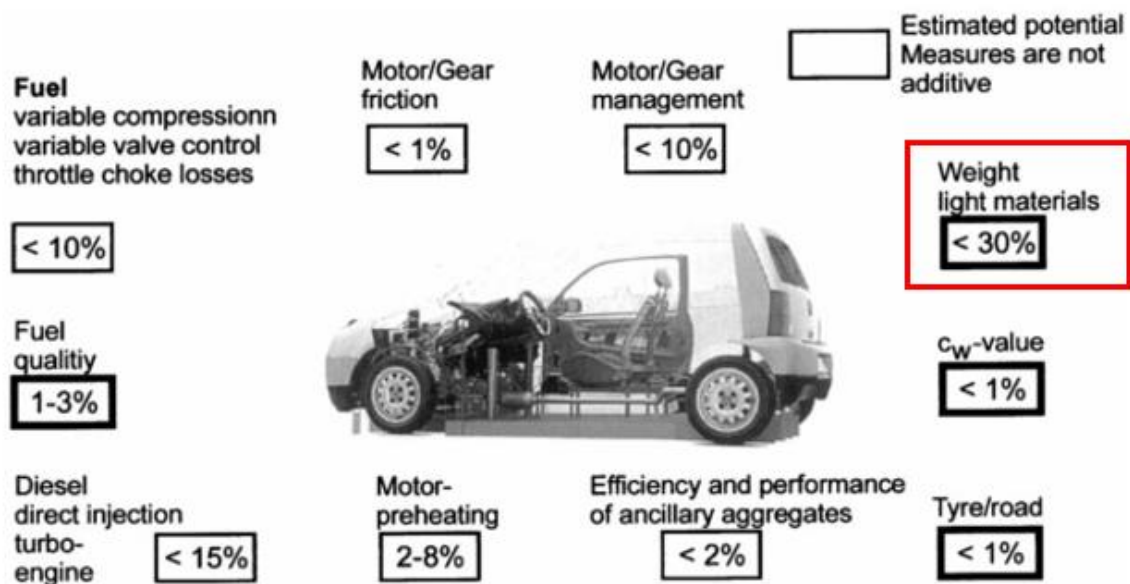 Fuel
variable compressionn
variable valve control
throttle choke losses
< 10%
Motor/Gear
friction
< 1%
Motor/Gear
management
< 10%
Estimated potential
Measures are not
additive
Weight
light materials
< 30%
Fuel
qualitiy
1-3%
cw-value
< 1%
Diesel
direct injection
turbo-
engine
< 15%
Motor-
preheating
2-8%
Efficiency and performance
of ancillary aggregates
< 2%
Tyre/road
< 1%